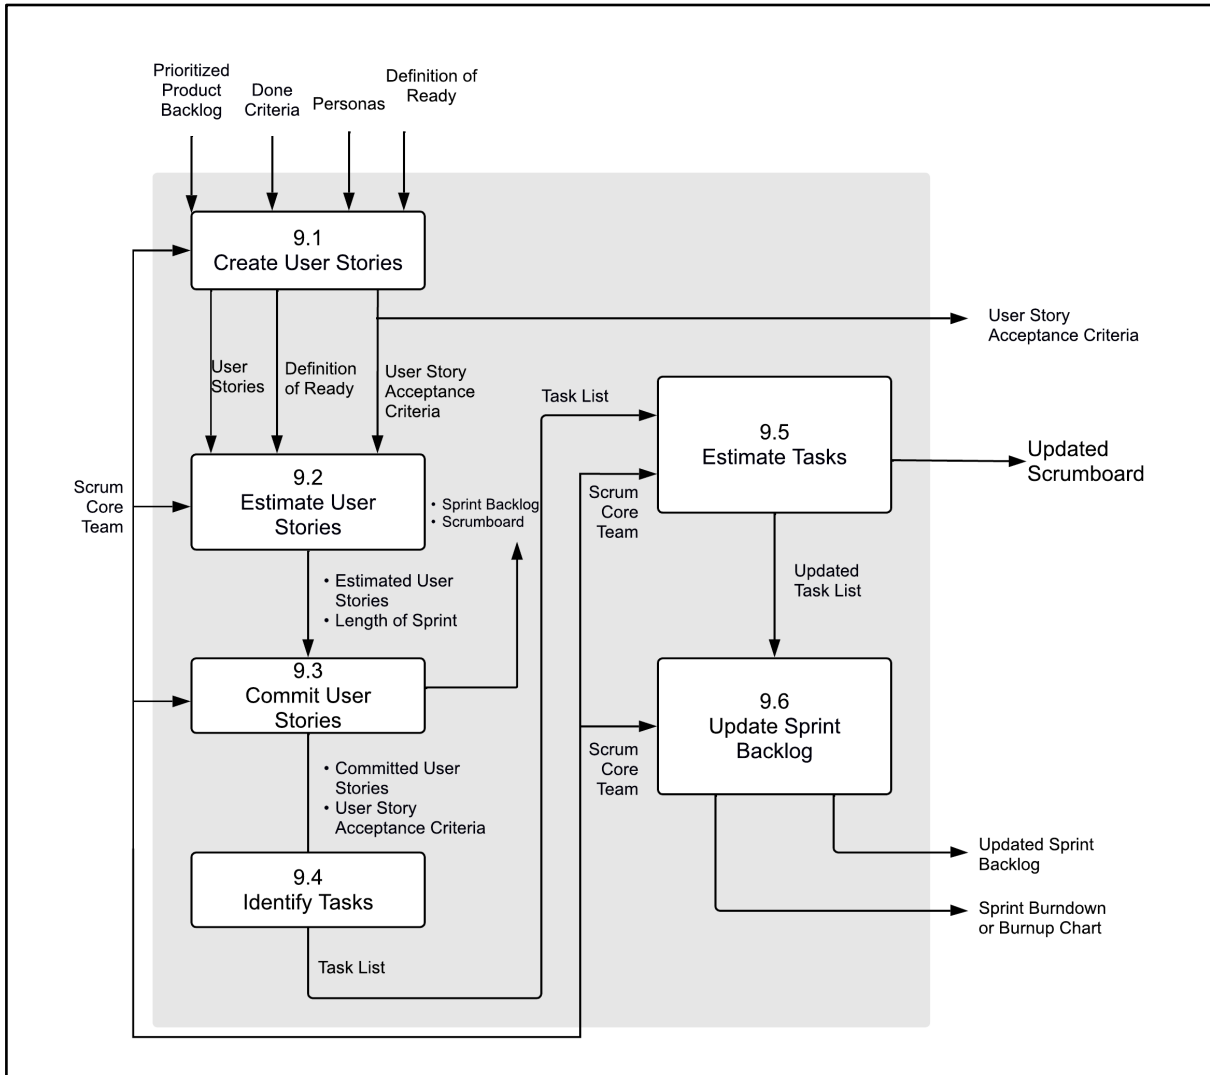 Prioritized
Product
Backlog
Done
Criteria
Personas
Definition of
Ready
9.1
Create User Stories
User Story
Acceptance Criteria
User
Stories
Definition
of Ready
User Story
Acceptance
Criteria
Task List
9.5
Estimate Tasks
Updated
Scrumboard
Scrum
Core
Team
9.2
Estimate User
Stories
• Sprint Backlog
• Scrumboard
Scrum
Core
Team
• Estimated User
Stories
• Length of Sprint
Updated
Task List
9.3
Commit User
Stories
9.6
Update Sprint
Backlog
Scrum
Core
Team
• Committed User
Stories
• User Story
Acceptance Criteria
9.4
Identify Tasks
Updated Sprint
Backlog
Sprint Burndown
or Burnup Chart
Task List